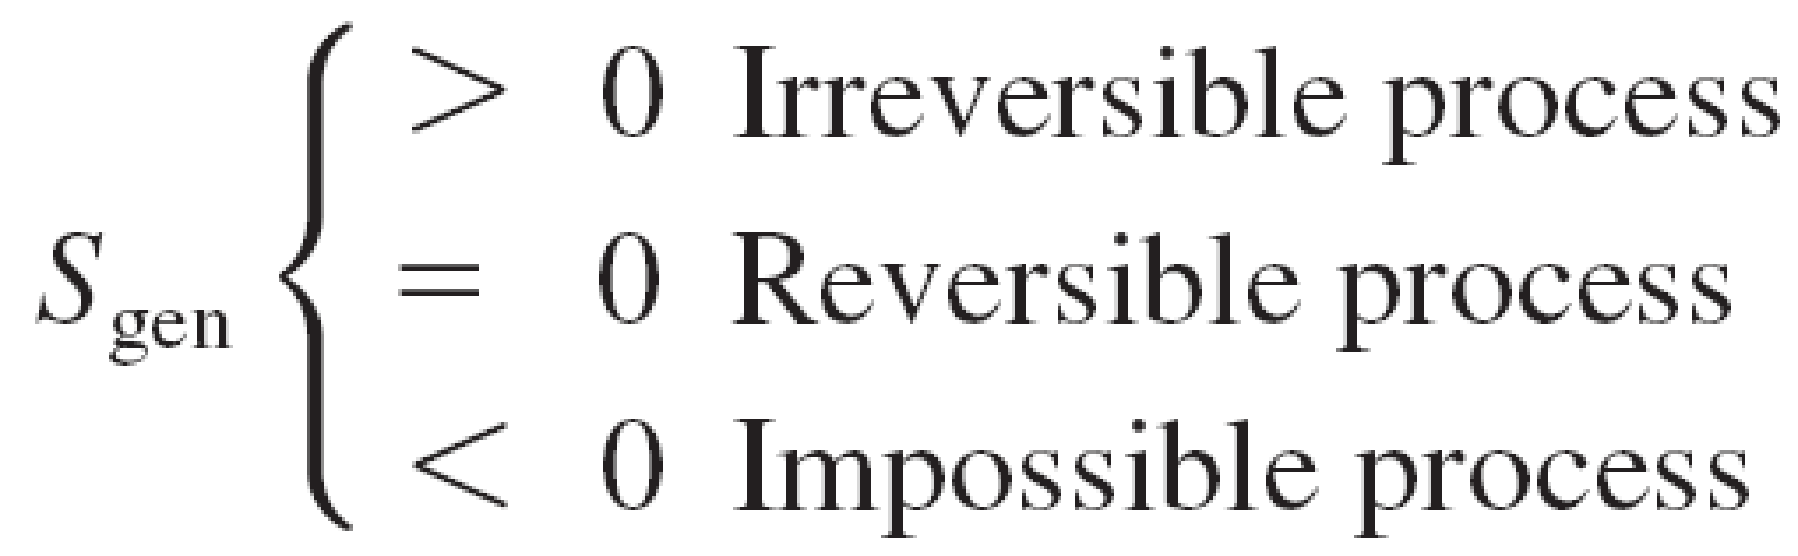 > 0 Irreversible process
S_gen { = 0 Reversible process
< 0 Impossible process